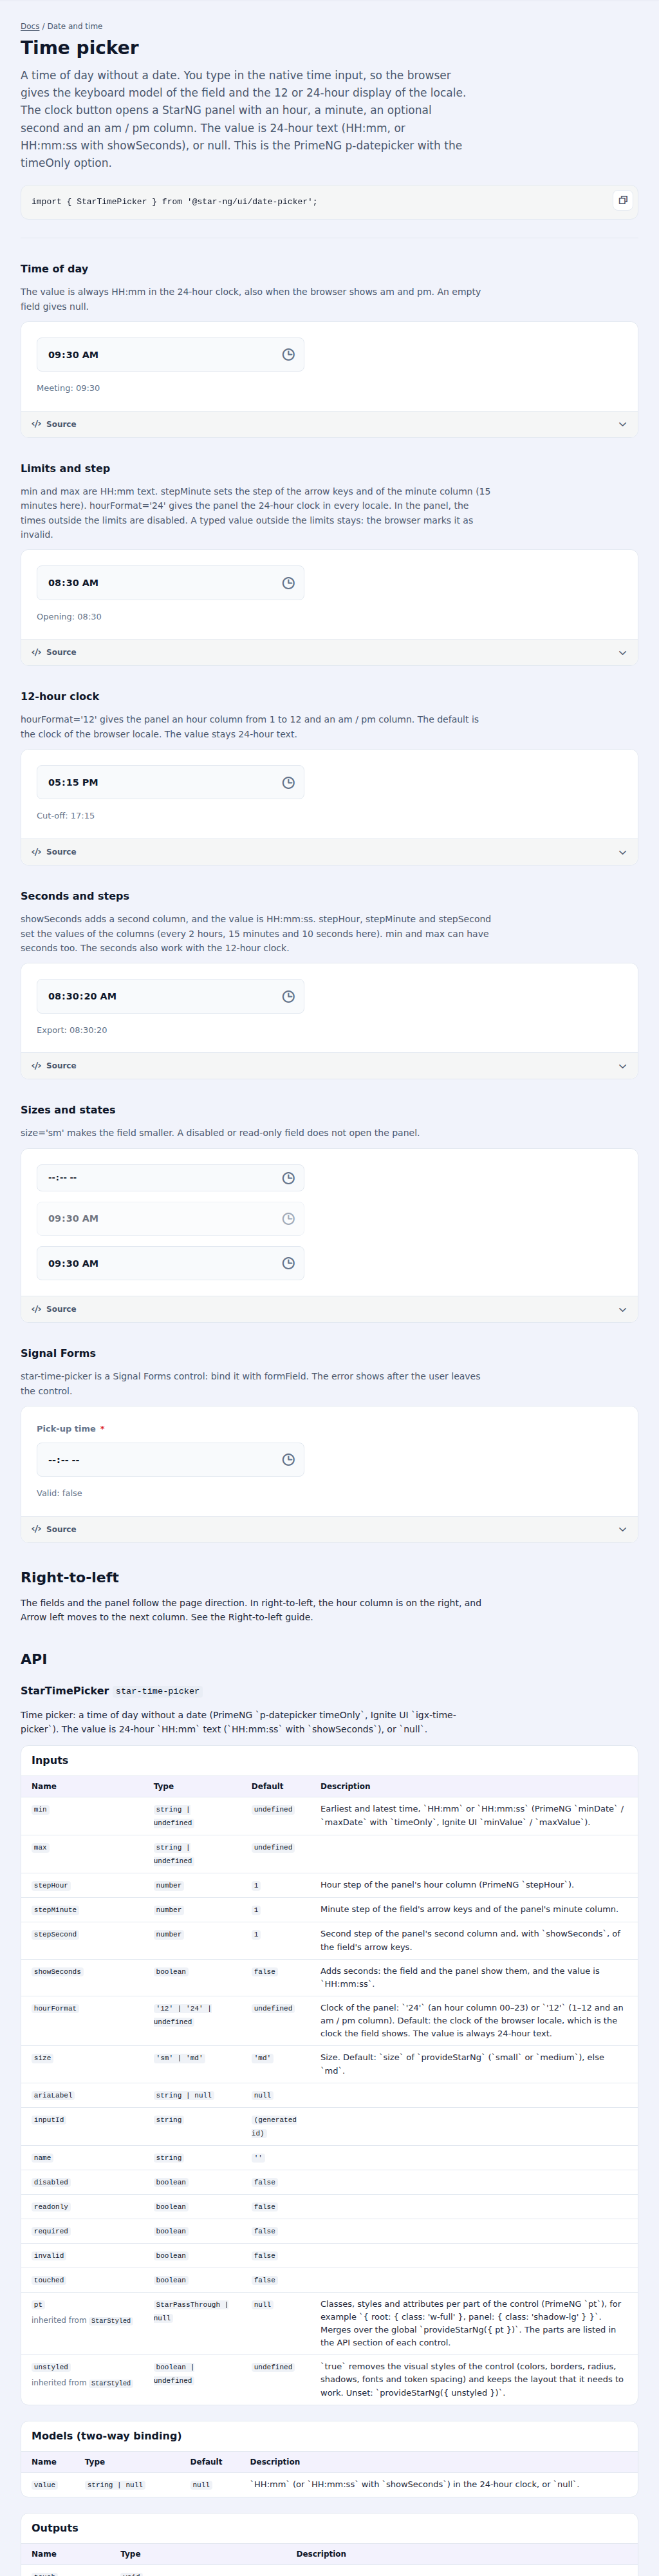 Docs / Date and time
Time picker
A time of day without a date. You type in the native time input, so the browser
gives the keyboard model of the field and the 12 or 24-hour display of the locale.
The clock button opens a StarNG panel with an hour, a minute, an optional
second and an am / pm column. The value is 24-hour text (HH:mm, or
HH:mm:ss with showSeconds), or null. This is the PrimeNG p-datepicker with the
timeOnly option.
import { StarTimePicker } from '@star-ng/ui/date-picker';
Time of day
The value is always HH:mm in the 24-hour clock, also when the browser shows am and pm. An empty
field gives null.
09:30 AM
Meeting: 09:30
Source
Limits and step
min and max are HH:mm text. stepMinute sets the step of the arrow keys and of the minute column (15
minutes here). hourFormat='24' gives the panel the 24-hour clock in every locale. In the panel, the
times outside the limits are disabled. A typed value outside the limits stays: the browser marks it as
invalid.
08:30 AM
Opening: 08:30
Source
12-hour clock
hourFormat='12' gives the panel an hour column from 1 to 12 and an am / pm column. The default is
the clock of the browser locale. The value stays 24-hour text.
05:15 PM
Cut-off: 17:15
Source
Seconds and steps
showSeconds adds a second column, and the value is HH:mm:ss. stepHour, stepMinute and stepSecond
set the values of the columns (every 2 hours, 15 minutes and 10 seconds here). min and max can have
seconds too. The seconds also work with the 12-hour clock.
08:30:20 AM
Export: 08:30:20
Source
Sizes and states
size='sm' makes the field smaller. A disabled or read-only field does not open the panel.
--:-- --
09:30 AM
09:30 AM
Source
Signal Forms
star-time-picker is a Signal Forms control: bind it with formField. The error shows after the user leaves
the control.
Pick-up time *
--:-- --
Valid: false
Source
Right-to-left
The fields and the panel follow the page direction. In right-to-left, the hour column is on the right, and
Arrow left moves to the next column. See the Right-to-left guide.
API
StarTimePicker star-time-picker
Time picker: a time of day without a date (PrimeNG `p-datepicker timeOnly`, Ignite UI `igx-time-
picker`). The value is 24-hour `HH:mm` text (`HH:mm:ss` with `showSeconds`), or `null`.
Inputs
Name Type Default Description
min string | undefined Earliest and latest time, `HH:mm` or `HH:mm:ss` (PrimeNG `minDate` /
undefined `maxDate` with `timeOnly`, Ignite UI `minValue` / `maxValue`).
max string | undefined
undefined
stepHour number 1 Hour step of the panel's hour column (PrimeNG `stepHour`).
stepMinute number 1 Minute step of the field's arrow keys and of the panel's minute column.
stepSecond number 1 Second step of the panel's second column and, with `showSeconds`, of
the field's arrow keys.
showSeconds boolean false Adds seconds: the field and the panel show them, and the value is
`HH:mm:ss`.
hourFormat '12' | '24' | undefined Clock of the panel: `'24'` (an hour column 00–23) or `'12'` (1–12 and an
undefined am / pm column). Default: the clock of the browser locale, which is the
clock the field shows. The value is always 24-hour text.
size 'sm' | 'md' 'md' Size. Default: `size` of `provideStarNg` (`small` or `medium`), else
`md`.
ariaLabel string | null null
inputId string (generated
id)
name string ''
disabled boolean false
readonly boolean false
required boolean false
invalid boolean false
touched boolean false
pt StarPassThrough | null Classes, styles and attributes per part of the control (PrimeNG `pt`), for
inherited from StarStyled null example `{ root: { class: 'w-full' }, panel: { class: 'shadow-lg' } }`.
Merges over the global `provideStarNg({ pt })`. The parts are listed in
the API section of each control.
unstyled boolean | undefined `true` removes the visual styles of the control (colors, borders, radius,
inherited from StarStyled undefined shadows, fonts and token spacing) and keeps the layout that it needs to
work. Unset: `provideStarNg({ unstyled })`.
Models (two-way binding)
Name Type Default Description
value string | null null `HH:mm` (or `HH:mm:ss` with `showSeconds`) in the 24-hour clock, or `null`.
Outputs
Name Type Description